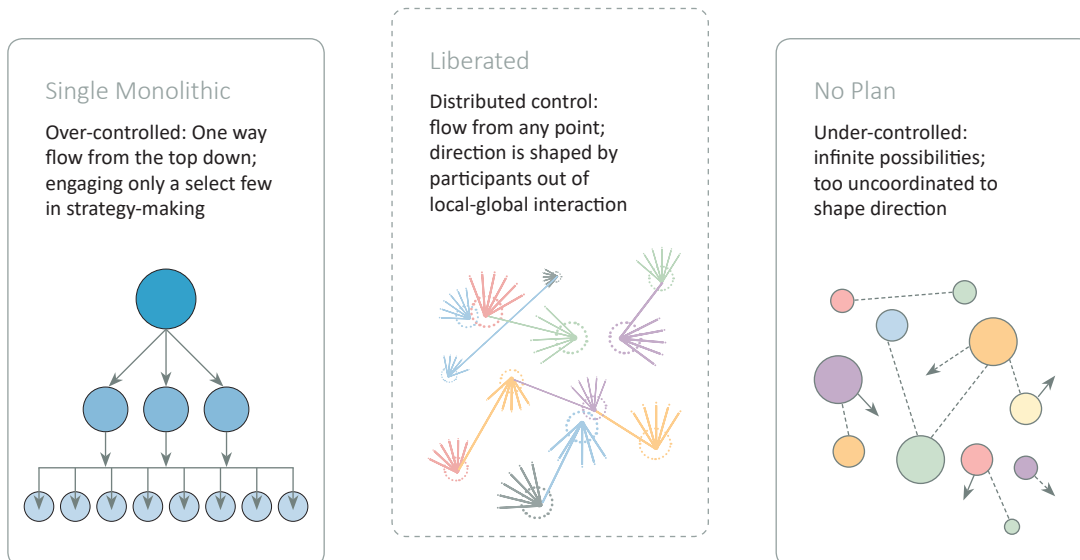 Single Monolithic
Over-controlled: One way
flow from the top down;
engaging only a select few
in strategy-making
Liberated
Distributed control:
flow from any point;
direction is shaped by
participants out of
local-global interaction
No Plan
Under-controlled:
infinite possibilities;
too uncoordinated to
shape direction